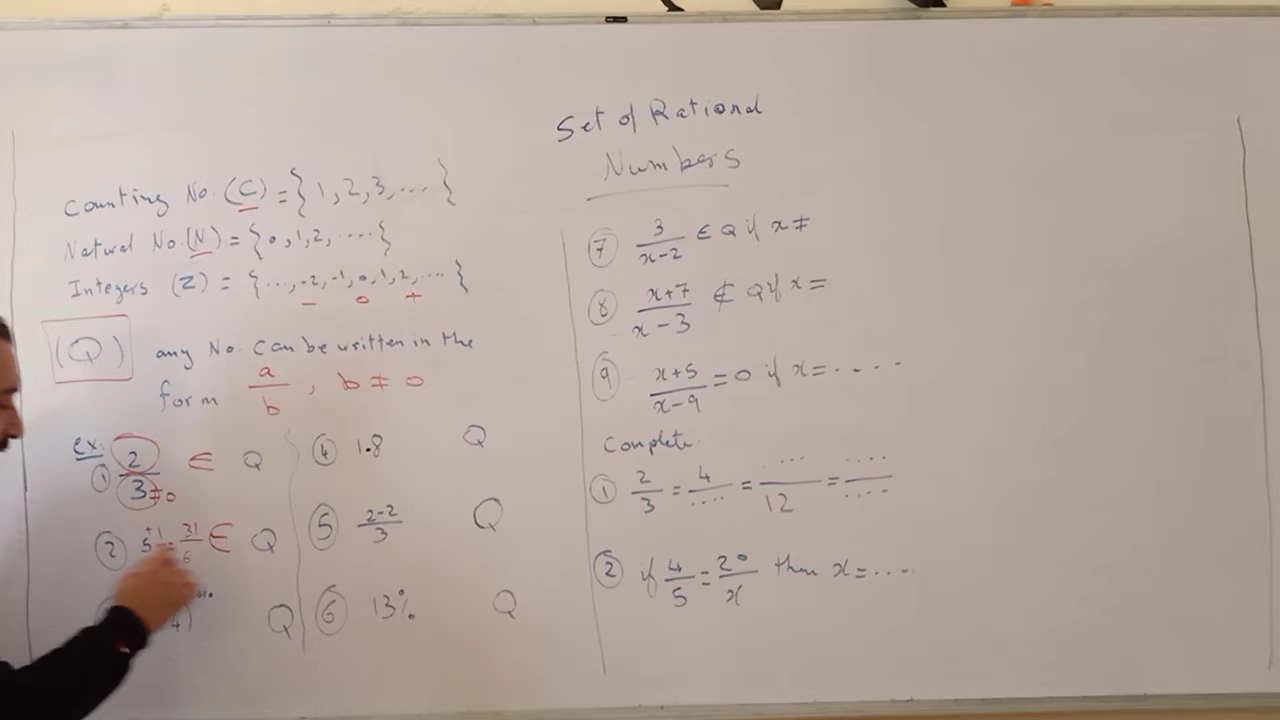 Set of Rational
Numbers
Counting No. (C) = { 1, 2, 3, .... }
Natural No. (N) = { 0, 1, 2, ..... }
Integers (Z) = { ..., -2, -1, 0, 1, 2, .... }
- 0 +
(Q) any No. can be written in the
form a/b , b ≠ 0
ex.
① 2/3 ≠0 ∈ Q
② 5 = 31/6 ∈ Q
4) Q
④ 1.8 Q
⑤ 2-2/3 Q
⑥ 13% Q
⑦ 3/x-2 ∈ Q if x ≠
⑧ x+7/x-3 ∉ Q if x =
⑨ x+5/x-9 = 0 if x = ....
Complete
① 2/3 = 4/.... = .../12 = ..../....
② if 4/5 = 20/x then x = ....